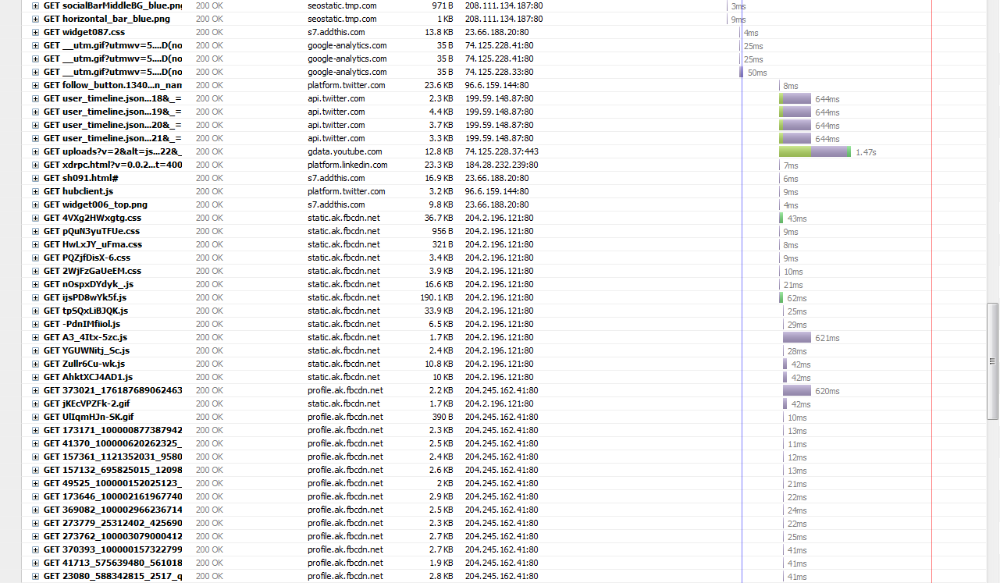 GET socialBarMiddleBG_blue.png 200 OK seostatic.tmp.com 971 B 208.111.134.187:80 3ms
GET horizontal_bar_blue.png 200 OK seostatic.tmp.com 1 KB 208.111.134.187:80 9ms
GET widget087.css 200 OK s7.addthis.com 13.8 KB 23.66.188.20:80 4ms
GET __utm.gif?utmwv=5....D(no 200 OK google-analytics.com 35 B 74.125.228.41:80 25ms
GET __utm.gif?utmwv=5....D(no 200 OK google-analytics.com 35 B 74.125.228.41:80 25ms
GET __utm.gif?utmwv=5....D(no 200 OK google-analytics.com 35 B 74.125.228.33:80 50ms
GET follow_button.1340...n_nan 200 OK platform.twitter.com 23.6 KB 96.6.159.144:80 8ms
GET user_timeline.json...18&_= 200 OK api.twitter.com 2.3 KB 199.59.148.87:80 644ms
GET user_timeline.json...19&_= 200 OK api.twitter.com 4.4 KB 199.59.148.87:80 644ms
GET user_timeline.json...20&_= 200 OK api.twitter.com 3.7 KB 199.59.148.87:80 644ms
GET user_timeline.json...21&_= 200 OK api.twitter.com 3.3 KB 199.59.148.87:80 644ms
GET uploads?v=2&alt=js...22&_ 200 OK gdata.youtube.com 12.8 KB 74.125.228.37:443 1.47s
GET xdrpc.html?v=0.0.2...t=400 200 OK platform.linkedin.com 23.3 KB 184.28.232.239:80 7ms
GET sh091.html# 200 OK s7.addthis.com 16.9 KB 23.66.188.20:80 6ms
GET hubclient.js 200 OK platform.twitter.com 3.2 KB 96.6.159.144:80 9ms
GET widget006_top.png 200 OK s7.addthis.com 9.8 KB 23.66.188.20:80 4ms
GET 4VXg2HWxgtg.css 200 OK static.ak.fbcdn.net 36.7 KB 204.2.196.121:80 43ms
GET pQuN3yuTFUe.css 200 OK static.ak.fbcdn.net 956 B 204.2.196.121:80 9ms
GET HwLxJY_uFma.css 200 OK static.ak.fbcdn.net 321 B 204.2.196.121:80 8ms
GET PQZjfDisX-6.css 200 OK static.ak.fbcdn.net 3.4 KB 204.2.196.121:80 9ms
GET 2WjFzGaUeEM.css 200 OK static.ak.fbcdn.net 3.9 KB 204.2.196.121:80 10ms
GET nOspxDYdyk_.js 200 OK static.ak.fbcdn.net 16.6 KB 204.2.196.121:80 21ms
GET ijsPD8wYk5f.js 200 OK static.ak.fbcdn.net 190.1 KB 204.2.196.121:80 62ms
GET tpSQxLiBJQK.js 200 OK static.ak.fbcdn.net 33.9 KB 204.2.196.121:80 25ms
GET -PdnIMfiiol.js 200 OK static.ak.fbcdn.net 6.5 KB 204.2.196.121:80 29ms
GET A3_4Itx-5zc.js 200 OK static.ak.fbcdn.net 1.7 KB 204.2.196.121:80 621ms
GET YGUWNitj_Sc.js 200 OK static.ak.fbcdn.net 2.4 KB 204.2.196.121:80 28ms
GET Zullr6Cu-wk.js 200 OK static.ak.fbcdn.net 10.8 KB 204.2.196.121:80 42ms
GET AhktXCJ4AD1.js 200 OK static.ak.fbcdn.net 10 KB 204.2.196.121:80 42ms
GET 373021_176187689062463 200 OK profile.ak.fbcdn.net 2.2 KB 204.245.162.41:80 620ms
GET jKEcVPZFk-2.gif 200 OK static.ak.fbcdn.net 1.7 KB 204.2.196.121:80 42ms
GET UlIqmHJn-SK.gif 200 OK profile.ak.fbcdn.net 390 B 204.245.162.41:80 10ms
GET 173171_100000877387942 200 OK profile.ak.fbcdn.net 2.3 KB 204.245.162.41:80 13ms
GET 41370_100000620262325_ 200 OK profile.ak.fbcdn.net 2.5 KB 204.245.162.41:80 11ms
GET 157361_1121352031_9580 200 OK profile.ak.fbcdn.net 2.4 KB 204.245.162.41:80 12ms
GET 157132_695825015_12098 200 OK profile.ak.fbcdn.net 2.6 KB 204.245.162.41:80 13ms
GET 49525_100000152025123_ 200 OK profile.ak.fbcdn.net 2 KB 204.245.162.41:80 21ms
GET 173646_100002161967740 200 OK profile.ak.fbcdn.net 2.9 KB 204.245.162.41:80 22ms
GET 369082_100002966236714 200 OK profile.ak.fbcdn.net 2.5 KB 204.245.162.41:80 24ms
GET 273779_25312402_425690 200 OK profile.ak.fbcdn.net 2.3 KB 204.245.162.41:80 22ms
GET 273762_100003079000412 200 OK profile.ak.fbcdn.net 2.7 KB 204.245.162.41:80 25ms
GET 370393_100000157322799 200 OK profile.ak.fbcdn.net 2.7 KB 204.245.162.41:80 41ms
GET 41713_575639480_561018 200 OK profile.ak.fbcdn.net 1.9 KB 204.245.162.41:80 41ms
GET 23080_588342815_2517_q 200 OK profile.ak.fbcdn.net 2.8 KB 204.245.162.41:80 41ms